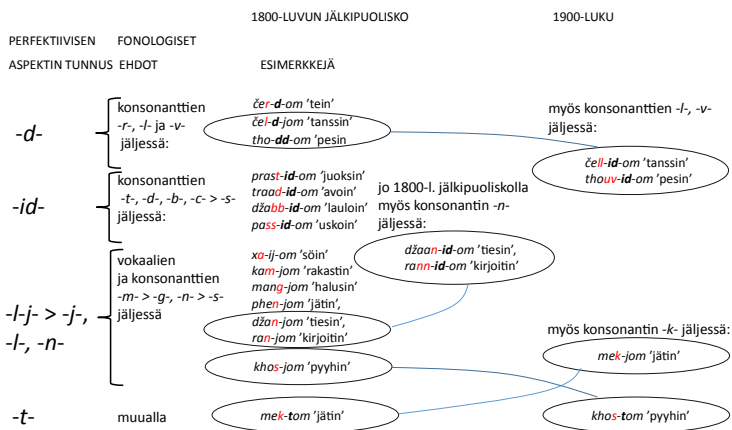 1800-LUVUN JÄLKIPUOLISKO
1900-LUKU
PERFEKTIIVISEN FONOLOGISET
ASPEKTIN TUNNUS EHDOT ESIMERKKEJÄ
-d-
konsonanttien
-r-, -l- ja -v-
jäljessä:
čer-d-om 'tein'
čel-d-jom 'tanssin'
tho-dd-om 'pesin
myös konsonanttien -l-, -v-
jäljessä:
čell-id-om 'tanssin'
thouv-id-om 'pesin'
-id-
konsonanttien
-t-, -d-, -b-, -c- > -s-
jäljessä:
prast-id-om 'juoksin'
traad-id-om 'avoin'
džabb-id-om 'lauloin'
pass-id-om 'uskoin'
jo 1800-l. jälkipuoliskolla
myös konsonantin -n-
jäljessä:
džaan-id-om 'tiesin',
rann-id-om 'kirjoitin'
-l-j- > -j-,
-l-, -n-
vokaalien
ja konsonanttien
-m- > -g-, -n- > -s-
jäljessä
xa-ij-om 'söin'
kam-jom 'rakastin'
mang-jom 'halusin'
phen-jom 'jätin',
džan-jom 'tiesin',
ran-jom 'kirjoitin'
khos-jom 'pyyhin'
myös konsonantin -k- jäljessä:
mek-jom 'jätin'
-t-
muualla
mek-tom 'jätin'
khos-tom 'pyyhin'